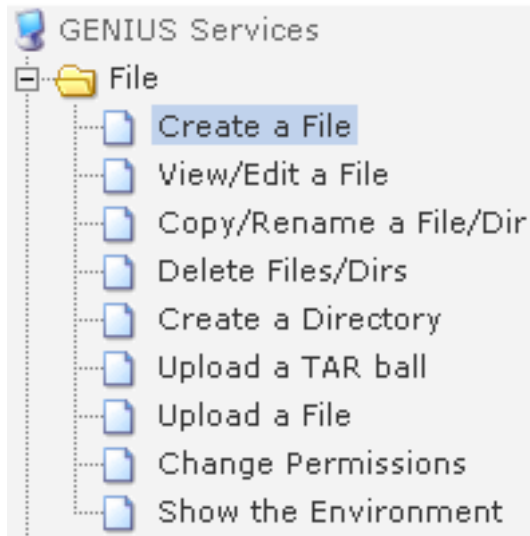 GENIUS Services
File
Create a File
View/Edit a File
Copy/Rename a File/Dir
Delete Files/Dirs
Create a Directory
Upload a TAR ball
Upload a File
Change Permissions
Show the Environment